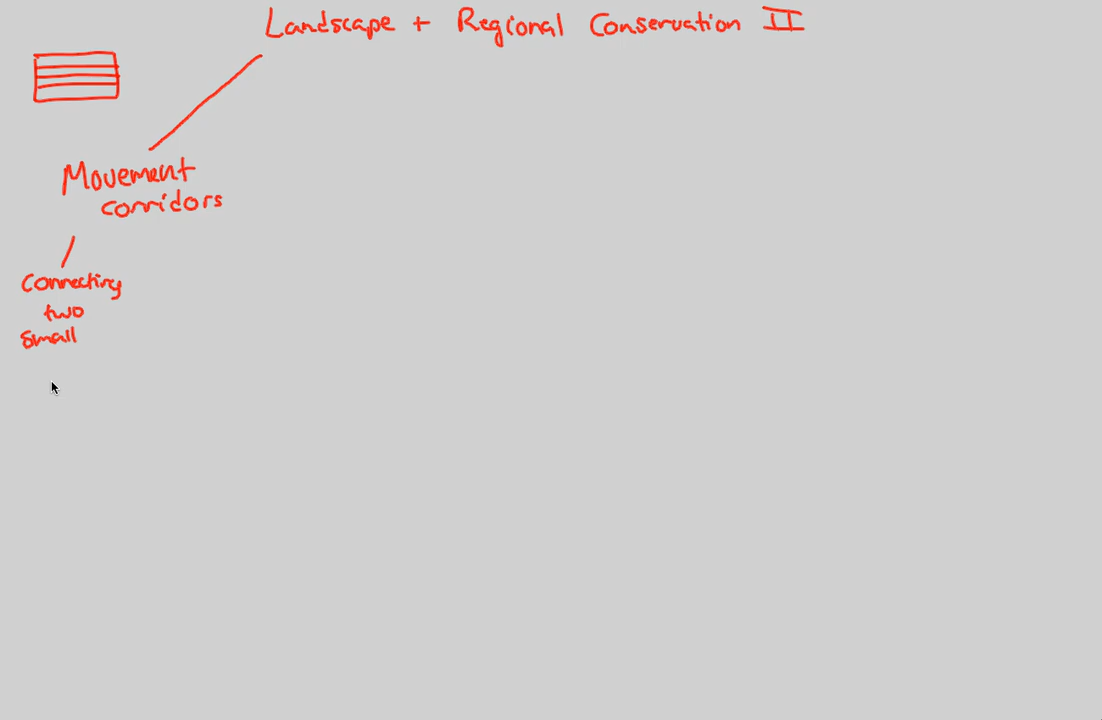 Landscape + Regional Conservation II
Movement
corridors
Connecting
two
small